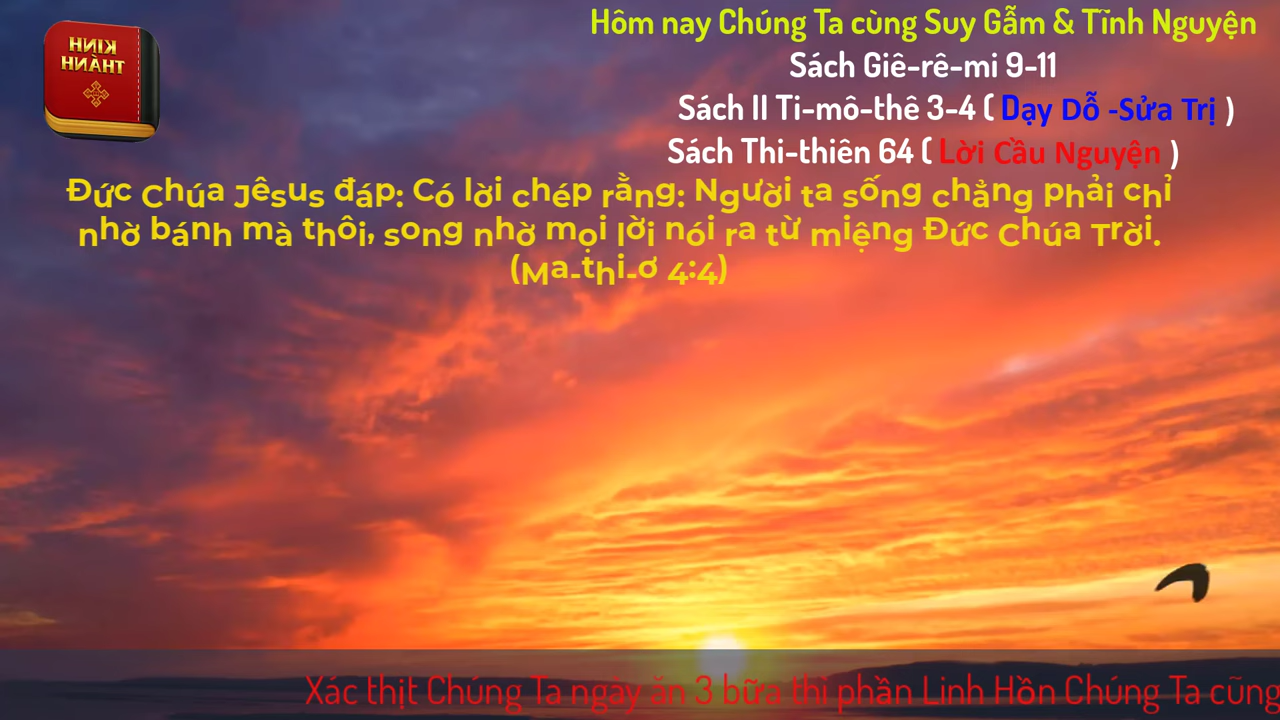 KINH
THÁNH
Hôm nay Chúng Ta cùng Suy Gẫm & Tĩnh Nguyện
Sách Giê-rê-mi 9-11
Sách II Ti-mô-thê 3-4 ( Dạy Dỗ -Sửa Trị )
Sách Thi-thiên 64 ( Lời Cầu Nguyện )
Đức Chúa Jêsus đáp: Có lời chép rằng: Người ta sống chẳng phải chỉ
nhờ bánh mà thôi, song nhờ mọi lời nói ra từ miệng Đức Chúa Trời.
(Ma-thi-ơ 4:4)
Xác thịt Chúng Ta ngày ăn 3 bữa thì phần Linh Hồn Chúng Ta cũng